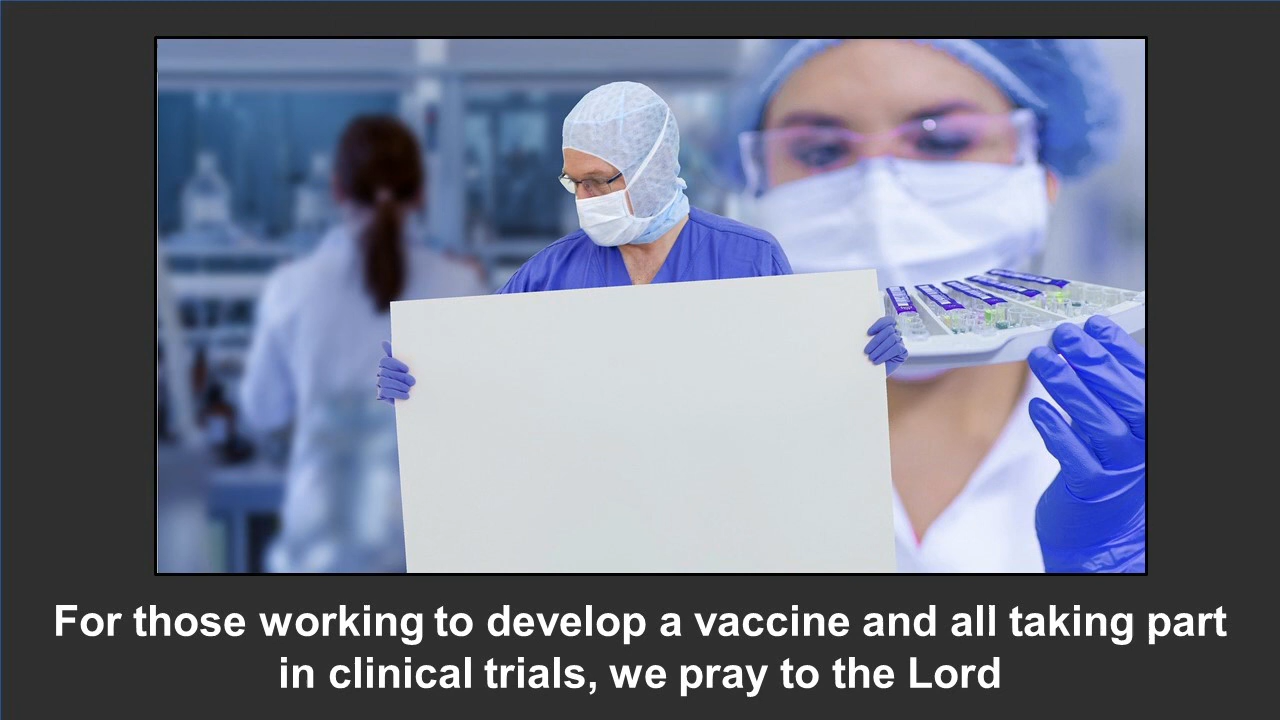 For those working to develop a vaccine and all taking part
in clinical trials, we pray to the Lord